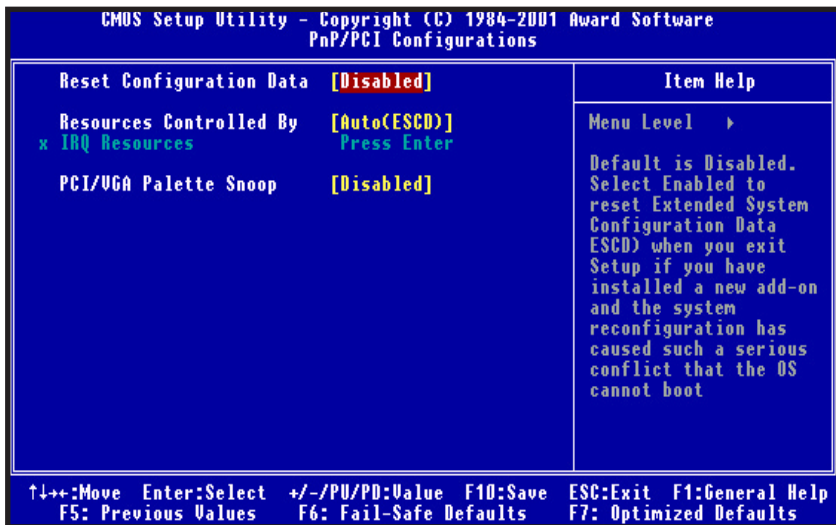 CMOS Setup Utility – Copyright (C) 1984-2001 Award Software
PnP/PCI Configurations
Reset Configuration Data [Disabled]
Resources Controlled By [Auto(ESCD)]
x IRQ Resources Press Enter
PCI/VGA Palette Snoop [Disabled]
Item Help
Menu Level ▸
Default is Disabled.
Select Enabled to
reset Extended System
Configuration Data
ESCD) when you exit
Setup if you have
installed a new add-on
and the system
reconfiguration has
caused such a serious
conflict that the OS
cannot boot
↑↓→←:Move Enter:Select +/-/PU/PD:Value F10:Save ESC:Exit F1:General Help
F5: Previous Values F6: Fail-Safe Defaults F7: Optimized Defaults